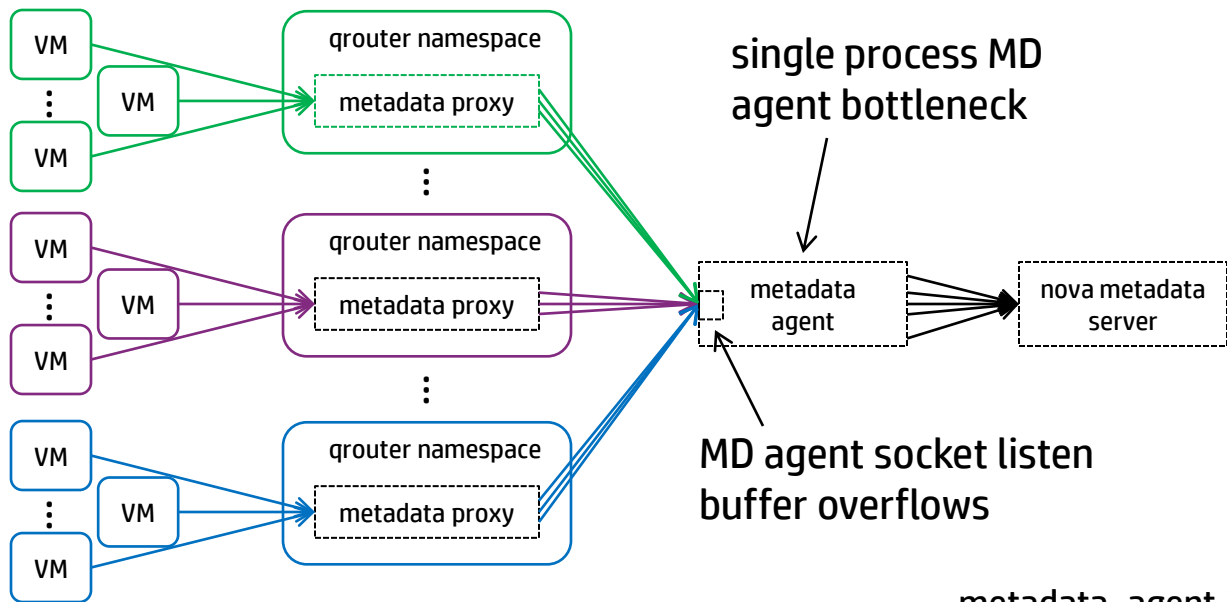 VM
VM
VM
qrouter namespace
metadata proxy
single process MD
agent bottleneck
VM
VM
VM
qrouter namespace
metadata proxy
metadata
agent
nova metadata
server
VM
VM
VM
qrouter namespace
metadata proxy
MD agent socket listen
buffer overflows
metadata_agent